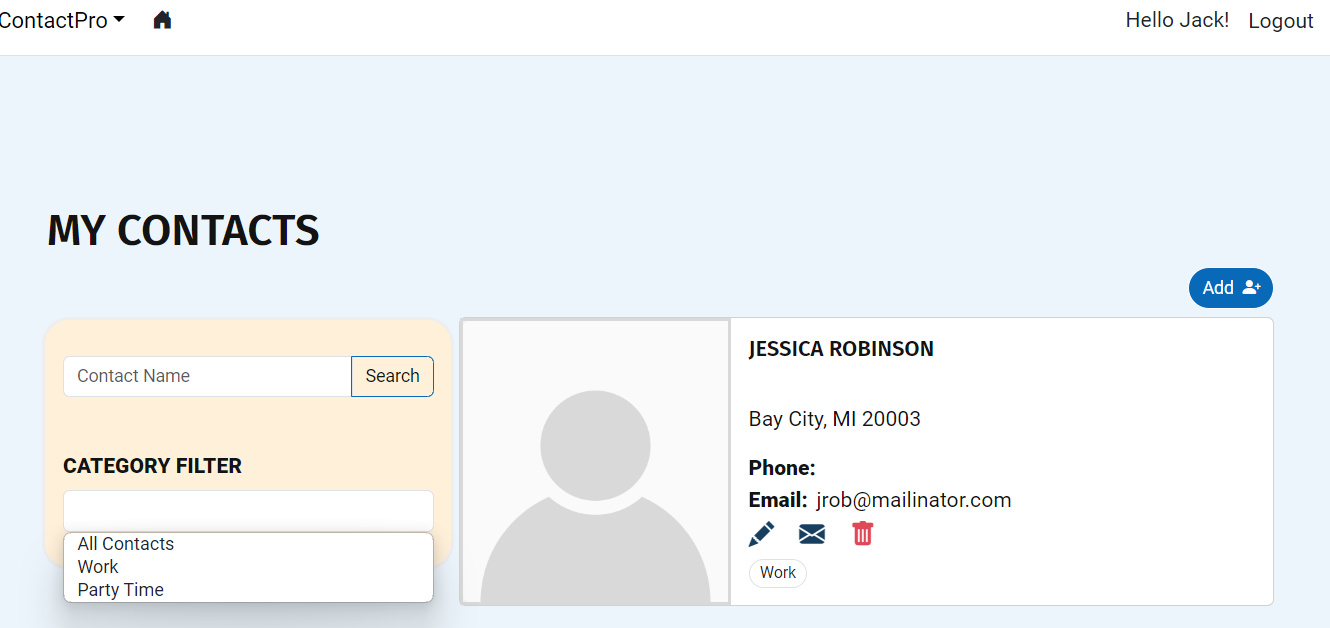 ContactPro
Hello Jack! Logout
MY CONTACTS
Add
Contact Name Search
CATEGORY FILTER
All Contacts
Work
Party Time
JESSICA ROBINSON
Bay City, MI 20003
Phone:
Email: jrob@mailinator.com
Work